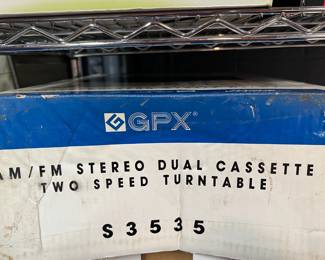 GPX®
AM/FM STEREO DUAL CASSETTE
TWO SPEED TURNTABLE
S3535